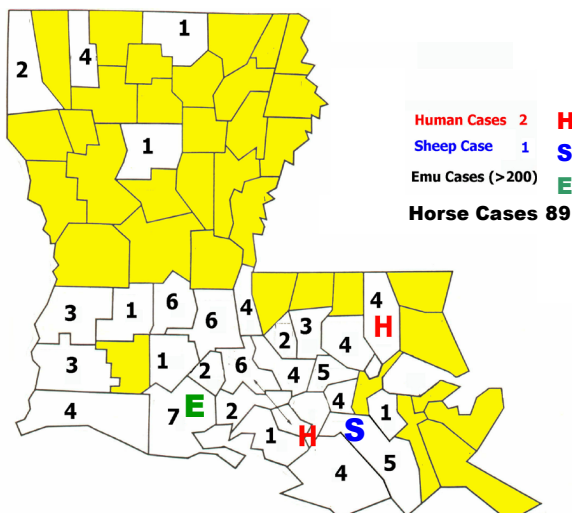 1
4
2
1
Human Cases 2 H
Sheep Case 1 S
Emu Cases (>200) E
Horse Cases 89
3 1 6 6 4 4
H
2 3 4
3 1 2 6 4 5
4 7 E 2 4 1
1 H S
4 5